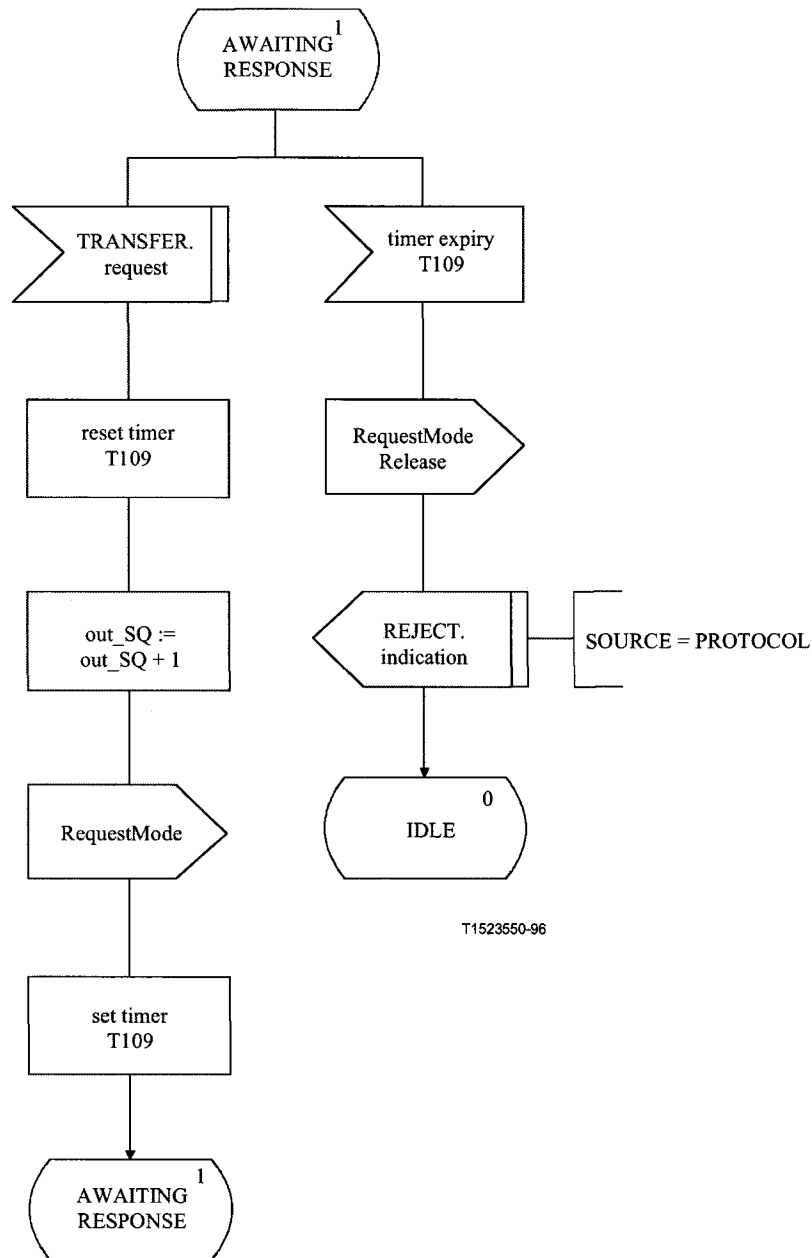 1
AWAITING
RESPONSE
TRANSFER.
request
reset timer
T109
out_SQ :=
out_SQ + 1
RequestMode
set timer
T109
1
AWAITING
RESPONSE
timer expiry
T109
RequestMode
Release
REJECT.
indication
SOURCE = PROTOCOL
0
IDLE
T1523550-96